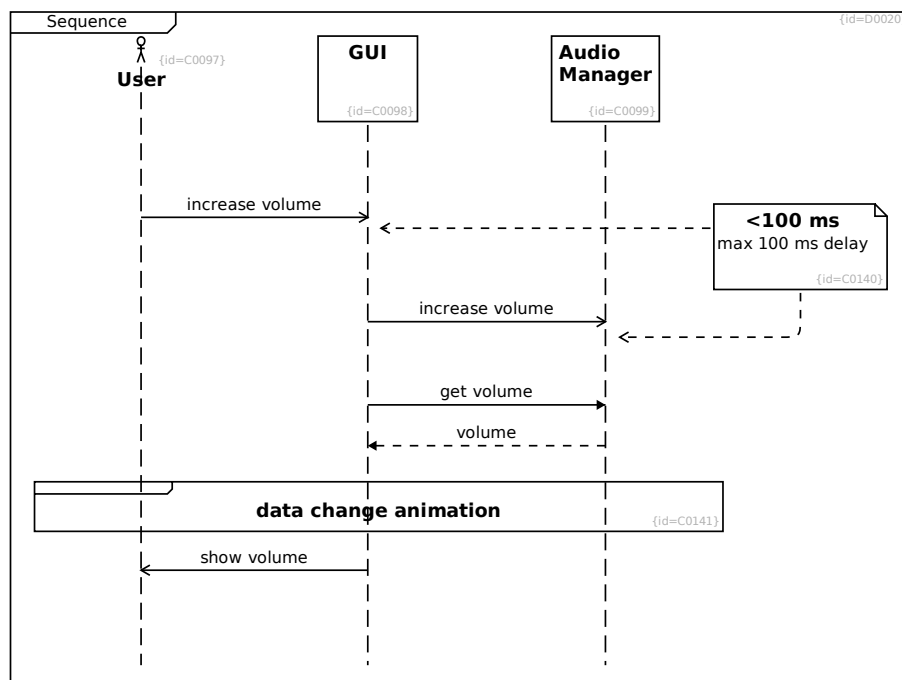 Sequence
{id=D0020
{id=C0097}
User
GUI
{id=C0098}
Audio
Manager
{id=C0099}
increase volume
<100 ms
max 100 ms delay
{id=C0140}
increase volume
get volume
volume
data change animation
{id=C0141}
show volume